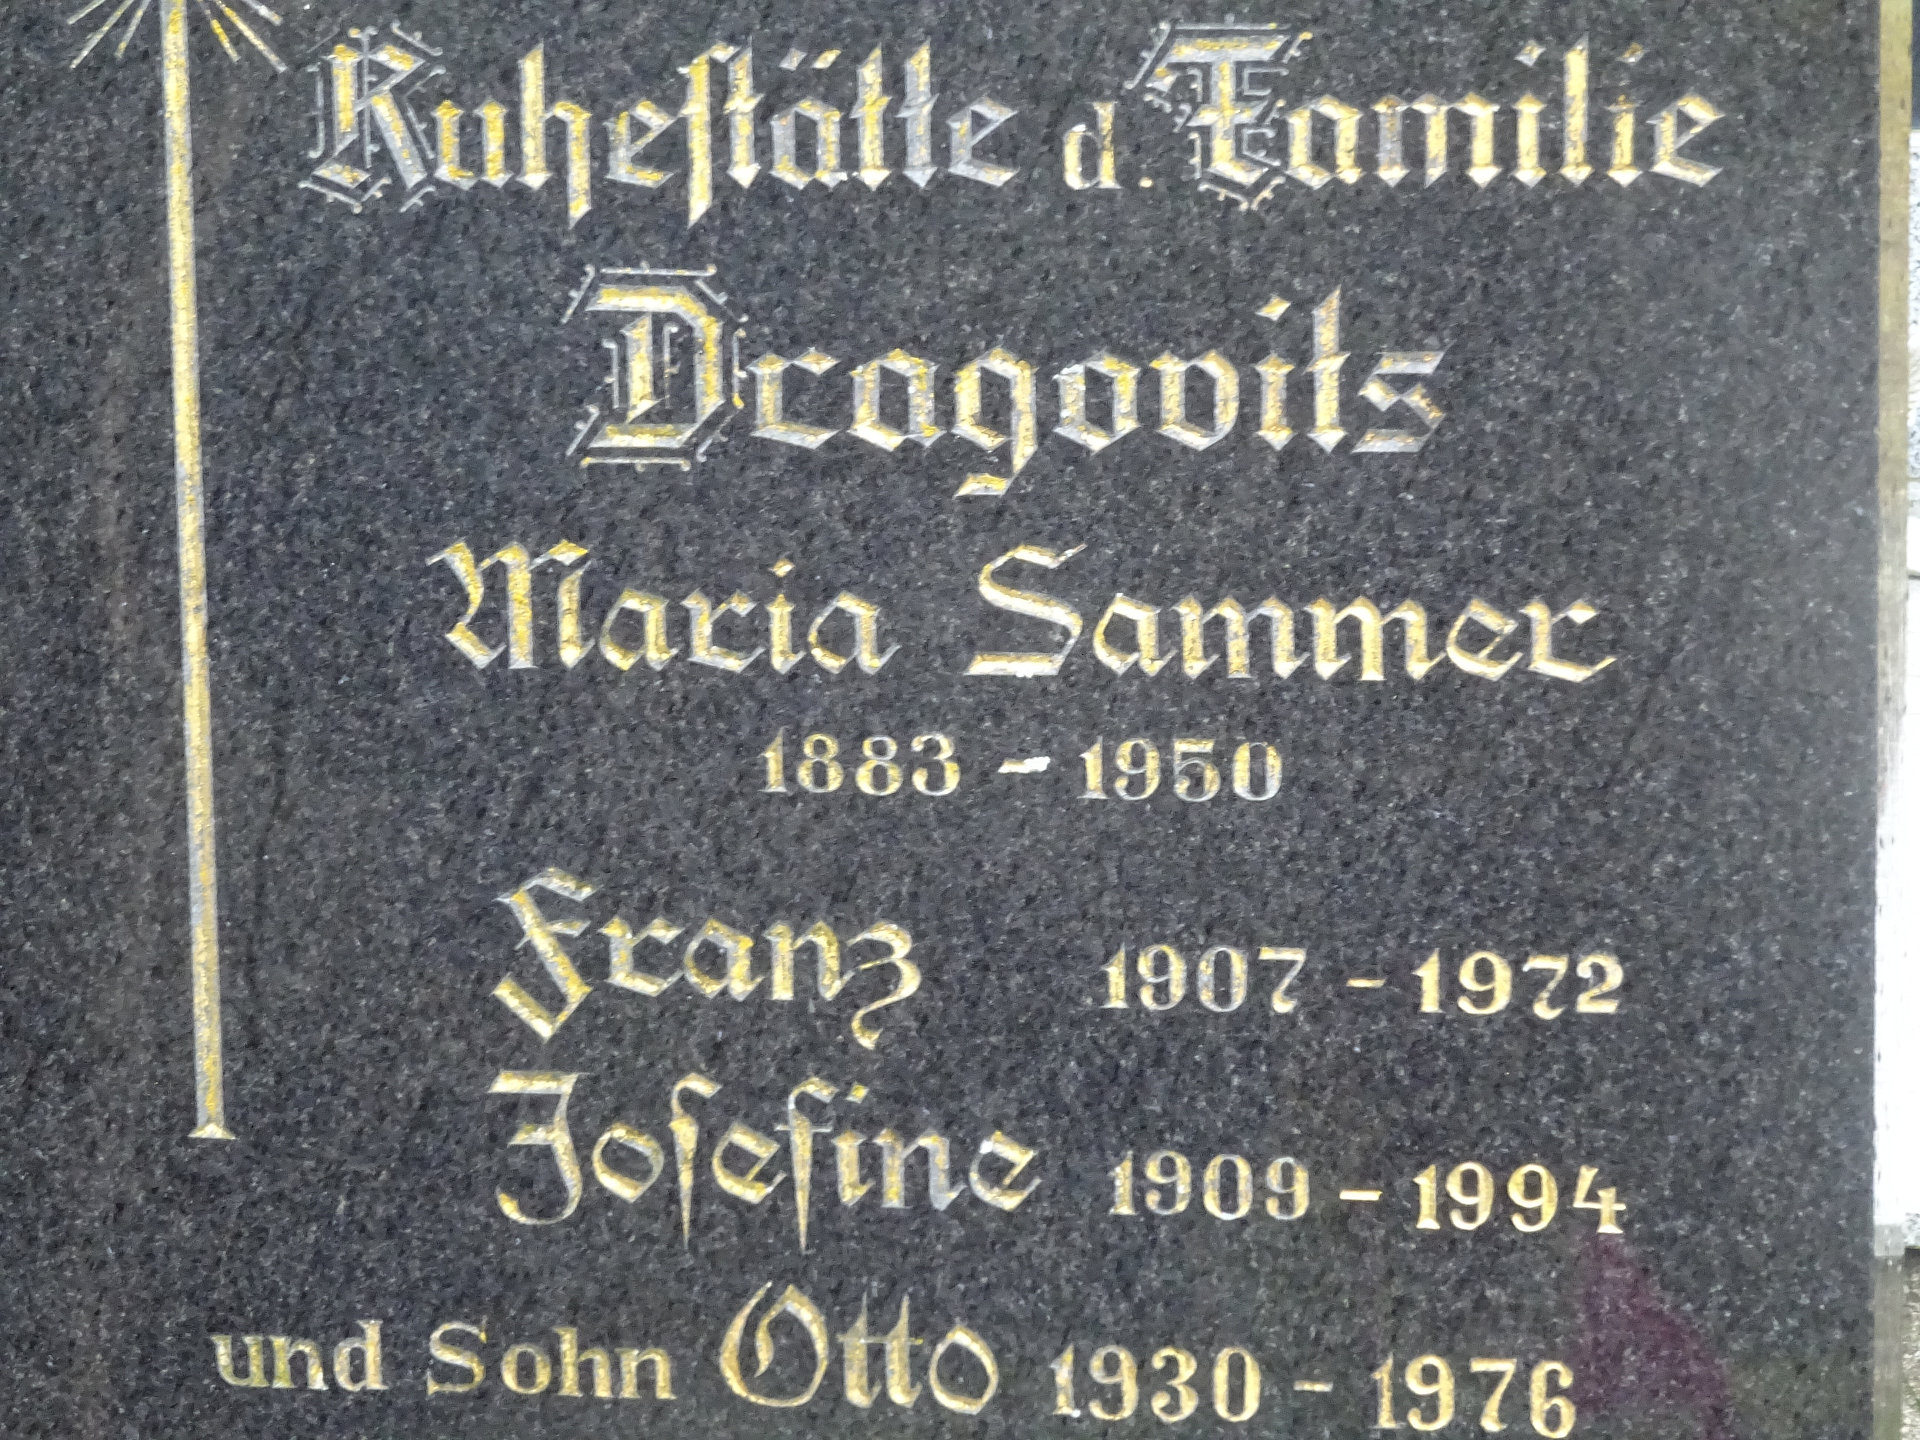 Ruhestätte d. Familie
Dragovits
Maria Sammer
1883 - 1950
Franz 1907 - 1972
Josefine 1909 - 1994
und Sohn Otto 1930 - 1976